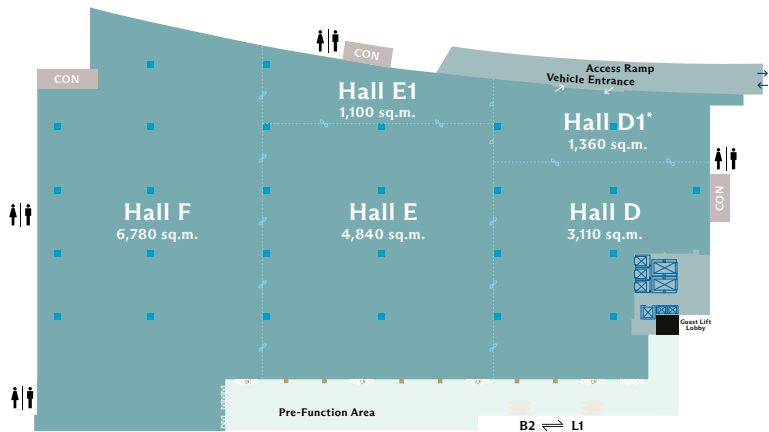 CON
CON
Access Ramp
Vehicle Entrance
Hall E1
1,100 sq.m.
Hall D1*
1,360 sq.m.
CON
Hall F
6,780 sq.m.
Hall E
4,840 sq.m.
Hall D
3,110 sq.m.
Guest Lift
Lobby
Pre-Function Area
B2 ⇌ L1